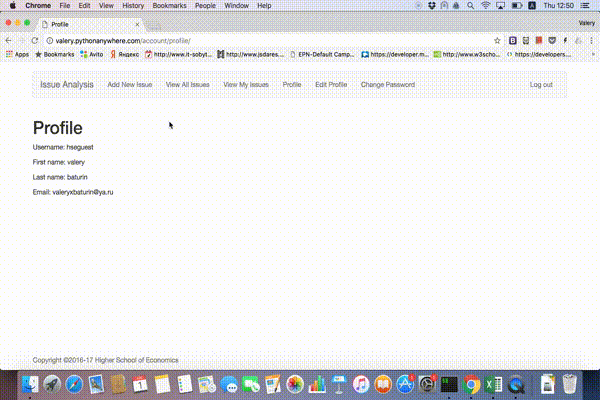 Chrome File Edit View History Bookmarks People Window Help Thu 12:50
Profile Valery
valery.pythonanywhere.com/account/profile/
Apps Bookmarks Avito Яндекс http://www.it-sobyt http://www.jsdares... EPN-Default Camp... https://developer.m... http://www.w3scho... https://developers...
Issue Analysis Add New Issue View All Issues View My Issues Profile Edit Profile Change Password Log out
Profile
Username: hseguest
First name: valery
Last name: baturin
Email: valeryxbaturin@ya.ru
Copyright ©2016-17 Higher School of Economics